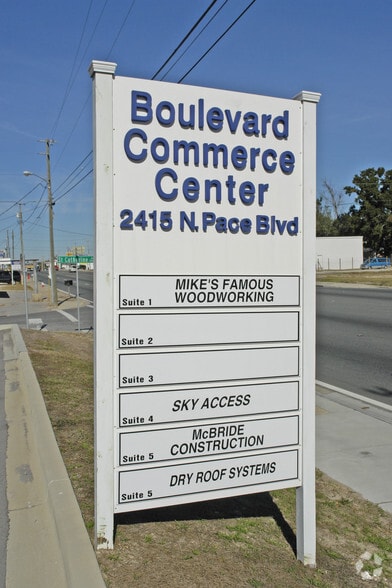 Boulevard
Commerce
Center
2415 N. Pace Blvd
MIKE'S FAMOUS
WOODWORKING
Suite 1
Suite 2
Suite 3
SKY ACCESS
Suite 4
McBRIDE
CONSTRUCTION
Suite 5
DRY ROOF SYSTEMS
Suite 5